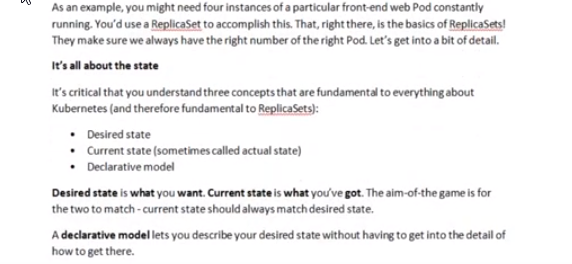 As an example, you might need four instances of a particular front-end web Pod constantly
running. You'd use a ReplicaSet to accomplish this. That, right there, is the basics of ReplicaSets!
They make sure we always have the right number of the right Pod. Let's get into a bit of detail.
It's all about the state
It's critical that you understand three concepts that are fundamental to everything about
Kubernetes (and therefore fundamental to ReplicaSets):
• Desired state
• Current state (sometimes called actual state)
• Declarative model
Desired state is what you want. Current state is what you've got. The aim-of-the game is for
the two to match - current state should always match desired state.
A declarative model lets you describe your desired state without having to get into the detail of
how to get there.